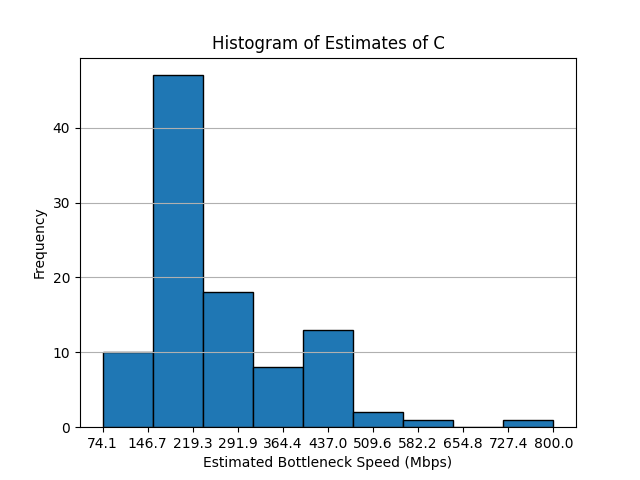 Histogram of Estimates of C
Frequency
40
30
20
10
0
74.1 146.7 219.3 291.9 364.4 437.0 509.6 582.2 654.8 727.4 800.0
Estimated Bottleneck Speed (Mbps)